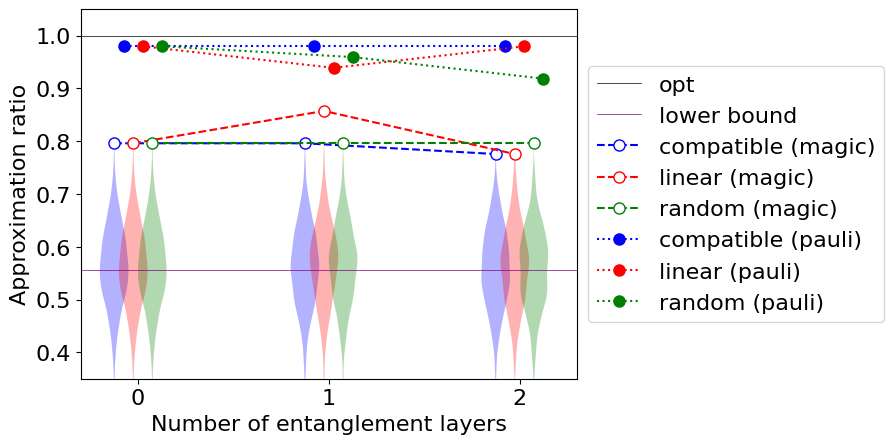 Approximation ratio
1.0
0.9
0.8
0.7
0.6
0.5
0.4
0
1
2
Number of entanglement layers
opt
lower bound
compatible (magic)
linear (magic)
random (magic)
compatible (pauli)
linear (pauli)
random (pauli)